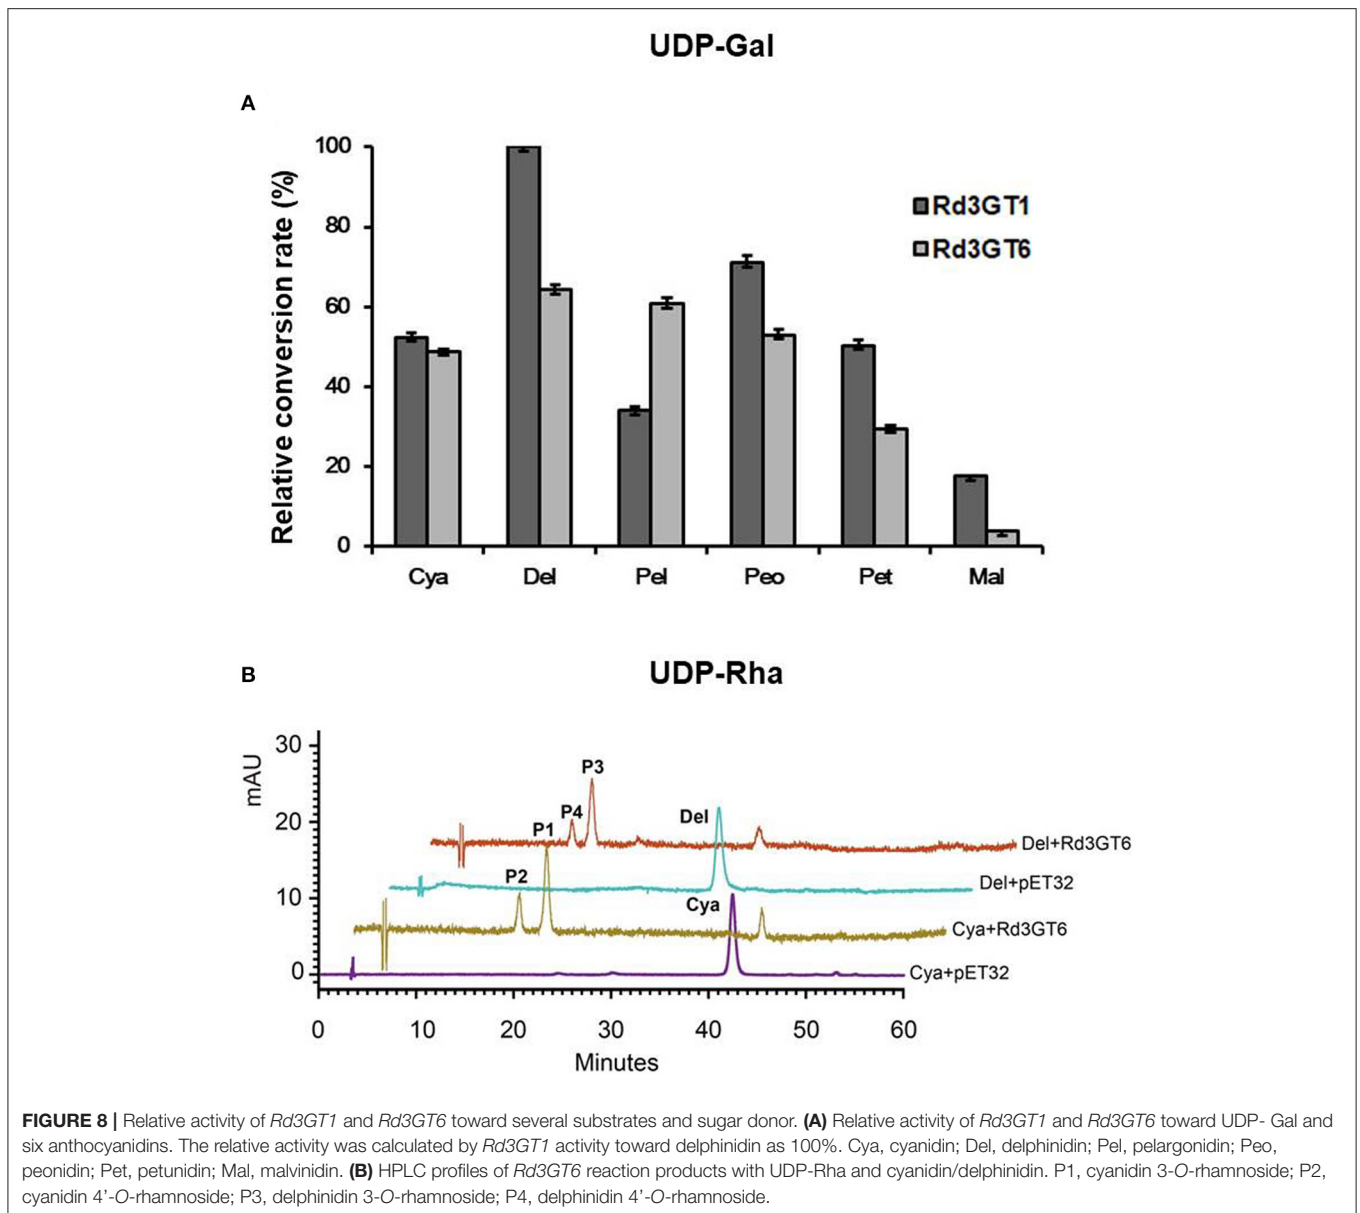 UDP-Gal
A
Relative conversion rate (%)
100
80
60
40
20
0
Rd3GT1
Rd3GT6
Cya Del Pel Peo Pet Mal
B
UDP-Rha
mAU
30
20
10
0
P3
P4
P1
P2
Del
Cya
Del+Rd3GT6
Del+pET32
Cya+Rd3GT6
Cya+pET32
0 10 20 30 40 50 60
Minutes
FIGURE 8 | Relative activity of Rd3GT1 and Rd3GT6 toward several substrates and sugar donor. (A) Relative activity of Rd3GT1 and Rd3GT6 toward UDP- Gal and
six anthocyanidins. The relative activity was calculated by Rd3GT1 activity toward delphinidin as 100%. Cya, cyanidin; Del, delphinidin; Pel, pelargonidin; Peo,
peonidin; Pet, petunidin; Mal, malvinidin. (B) HPLC profiles of Rd3GT6 reaction products with UDP-Rha and cyanidin/delphinidin. P1, cyanidin 3-O-rhamnoside; P2,
cyanidin 4’-O-rhamnoside; P3, delphinidin 3-O-rhamnoside; P4, delphinidin 4’-O-rhamnoside.